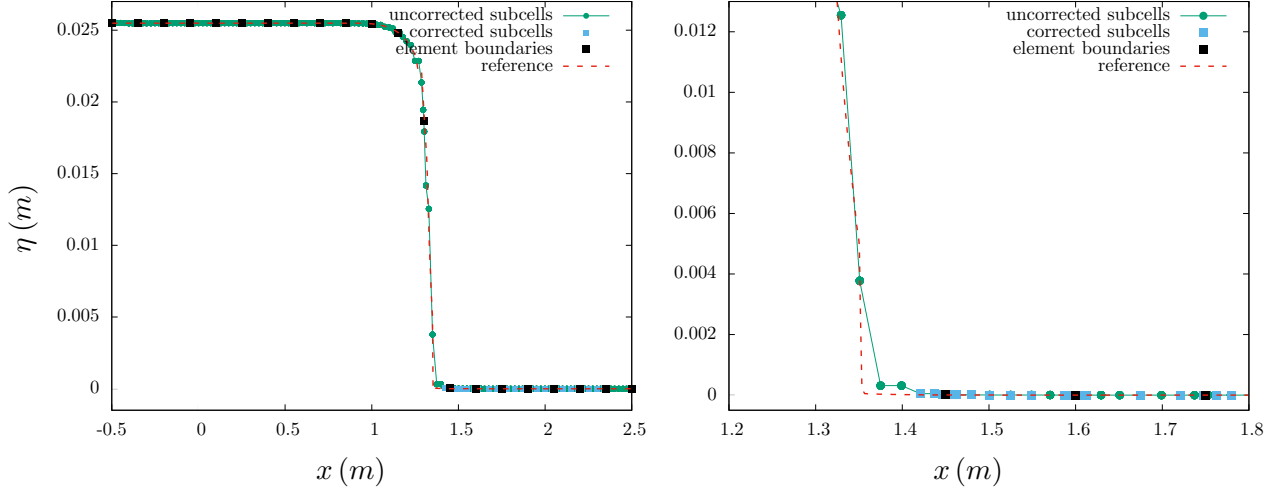 uncorrected subcells
corrected subcells
element boundaries
reference
0.025
0.02
0.015
0.01
0.005
0
-0.5
0
0.5
1
1.5
2
2.5
x (m)
η (m)
uncorrected subcells
corrected subcells
element boundaries
reference
0.012
0.01
0.008
0.006
0.004
0.002
0
1.2
1.3
1.4
1.5
1.6
1.7
1.8
x (m)